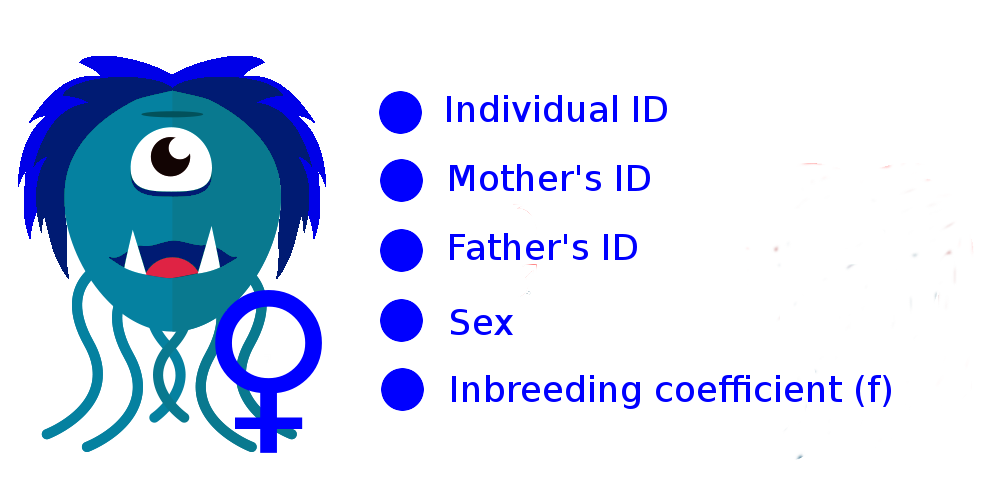 Individual ID
Mother's ID
Father's ID
Sex
Inbreeding coefficient (f)